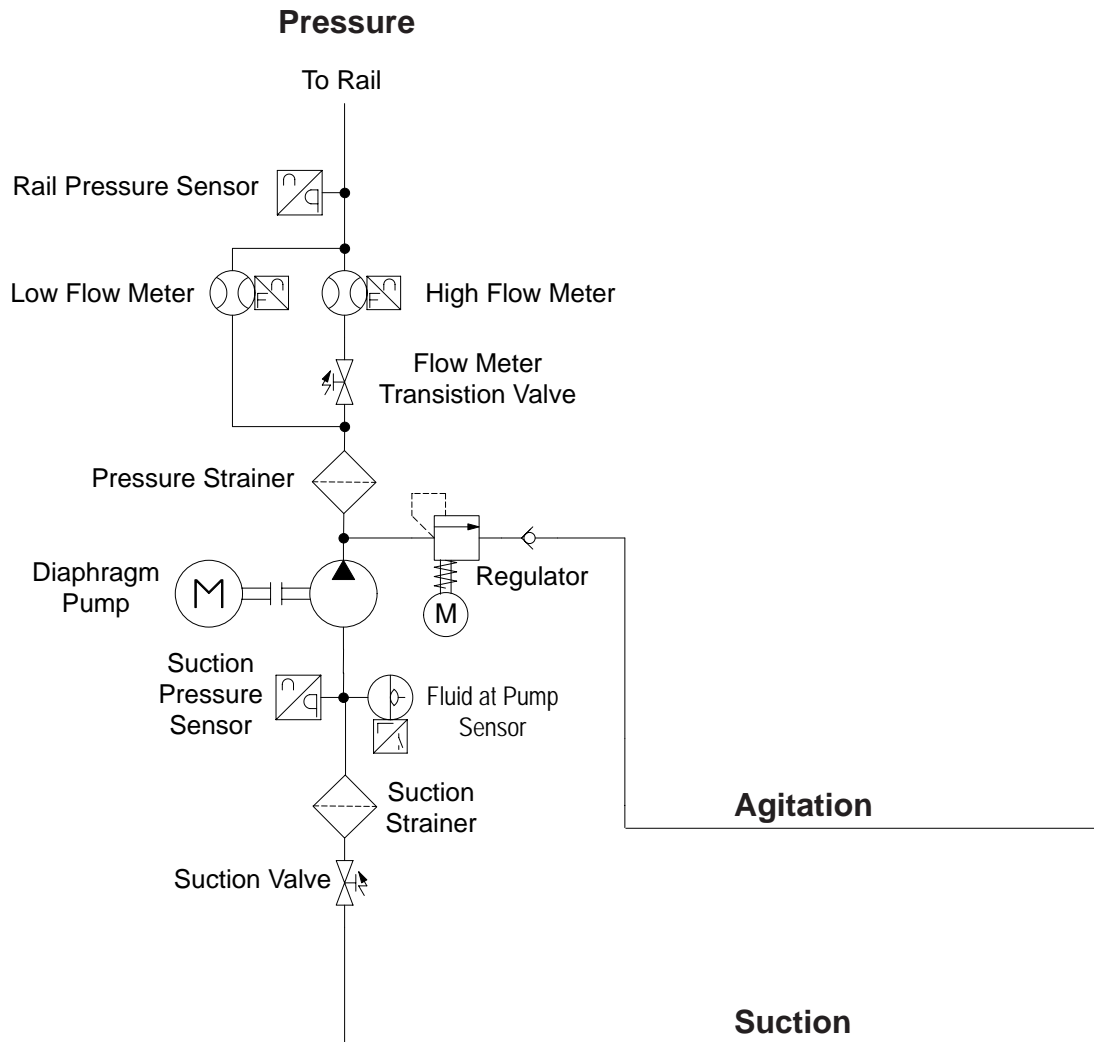 Pressure
To Rail
Rail Pressure Sensor
Low Flow Meter
High Flow Meter
Flow Meter
Transistion Valve
Pressure Strainer
Diaphragm
Pump
M
M
Regulator
Suction
Pressure
Sensor
Fluid at Pump
Sensor
Suction
Strainer
Agitation
Suction Valve
Suction